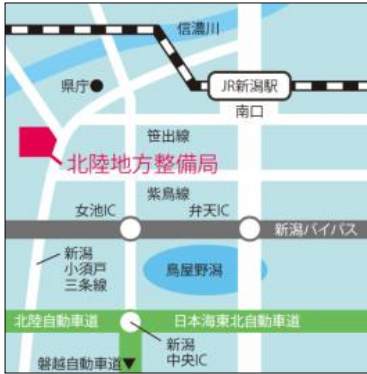 信濃川
県庁
JR新潟駅
南口
笹出線
北陸地方整備局
紫鳥線
女池IC
弁天IC
新潟バイパス
新潟
小須戸
三条線
鳥屋野潟
北陸自動車道
日本海東北自動車道
新潟
中央IC
磐越自動車道▼